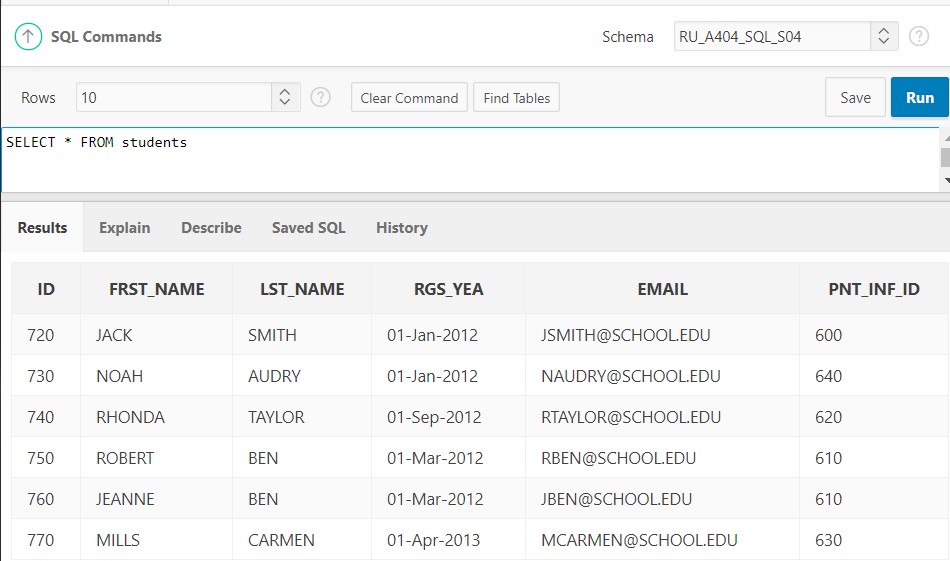 SQL Commands Schema RU_A404_SQL_S04 ?
Rows 10 ? Clear Command Find Tables Save Run
SELECT * FROM students
Results Explain Describe Saved SQL History
ID FRST_NAME LST_NAME RGS_YEA EMAIL PNT_INF_ID
720 JACK SMITH 01-Jan-2012 JSMITH@SCHOOL.EDU 600
730 NOAH AUDRY 01-Jan-2012 NAUDRY@SCHOOL.EDU 640
740 RHONDA TAYLOR 01-Sep-2012 RTAYLOR@SCHOOL.EDU 620
750 ROBERT BEN 01-Mar-2012 RBEN@SCHOOL.EDU 610
760 JEANNE BEN 01-Mar-2012 JBEN@SCHOOL.EDU 610
770 MILLS CARMEN 01-Apr-2013 MCARMEN@SCHOOL.EDU 630